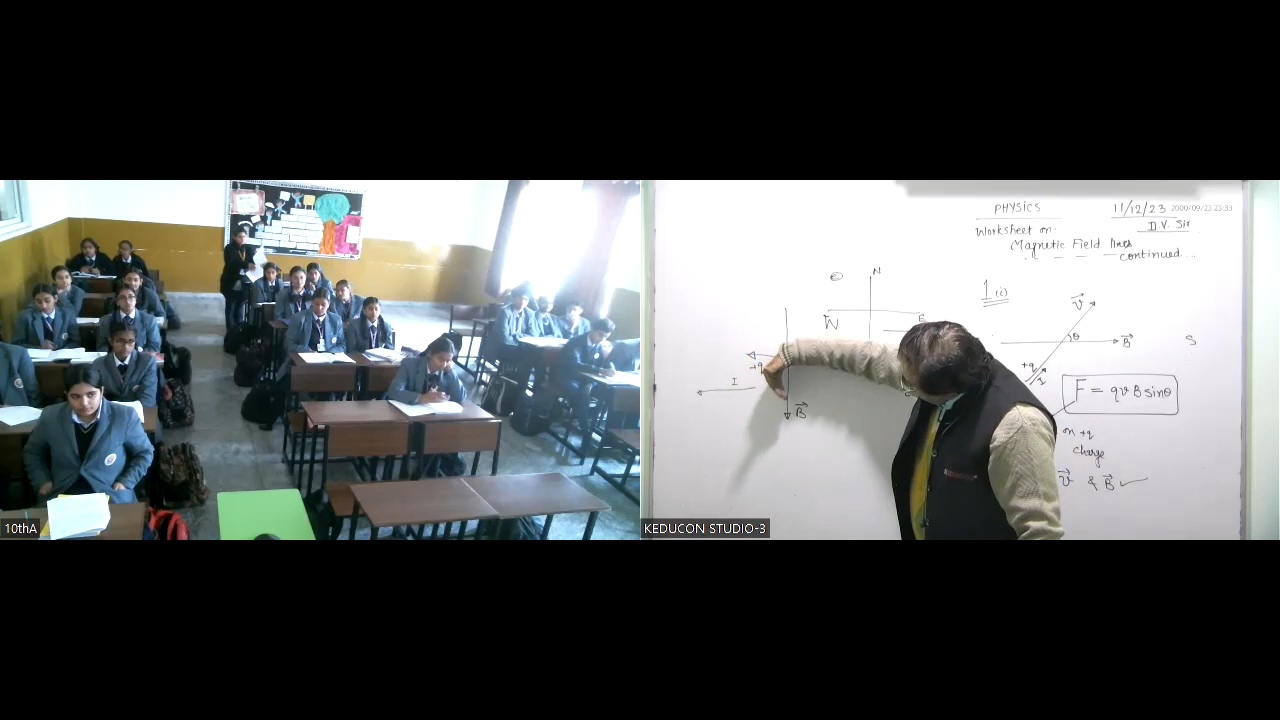 10thA
KEDUCON STUDIO-3
PHYSICS
11/12/23
D.V. Sir
Worksheet on:
Magnetic Field lines
continued...
N
W
E
1 (i)
v
B
θ
S
+q
I
+q
I
B
F = qvB sinθ
on +q
charge
v & B ✓